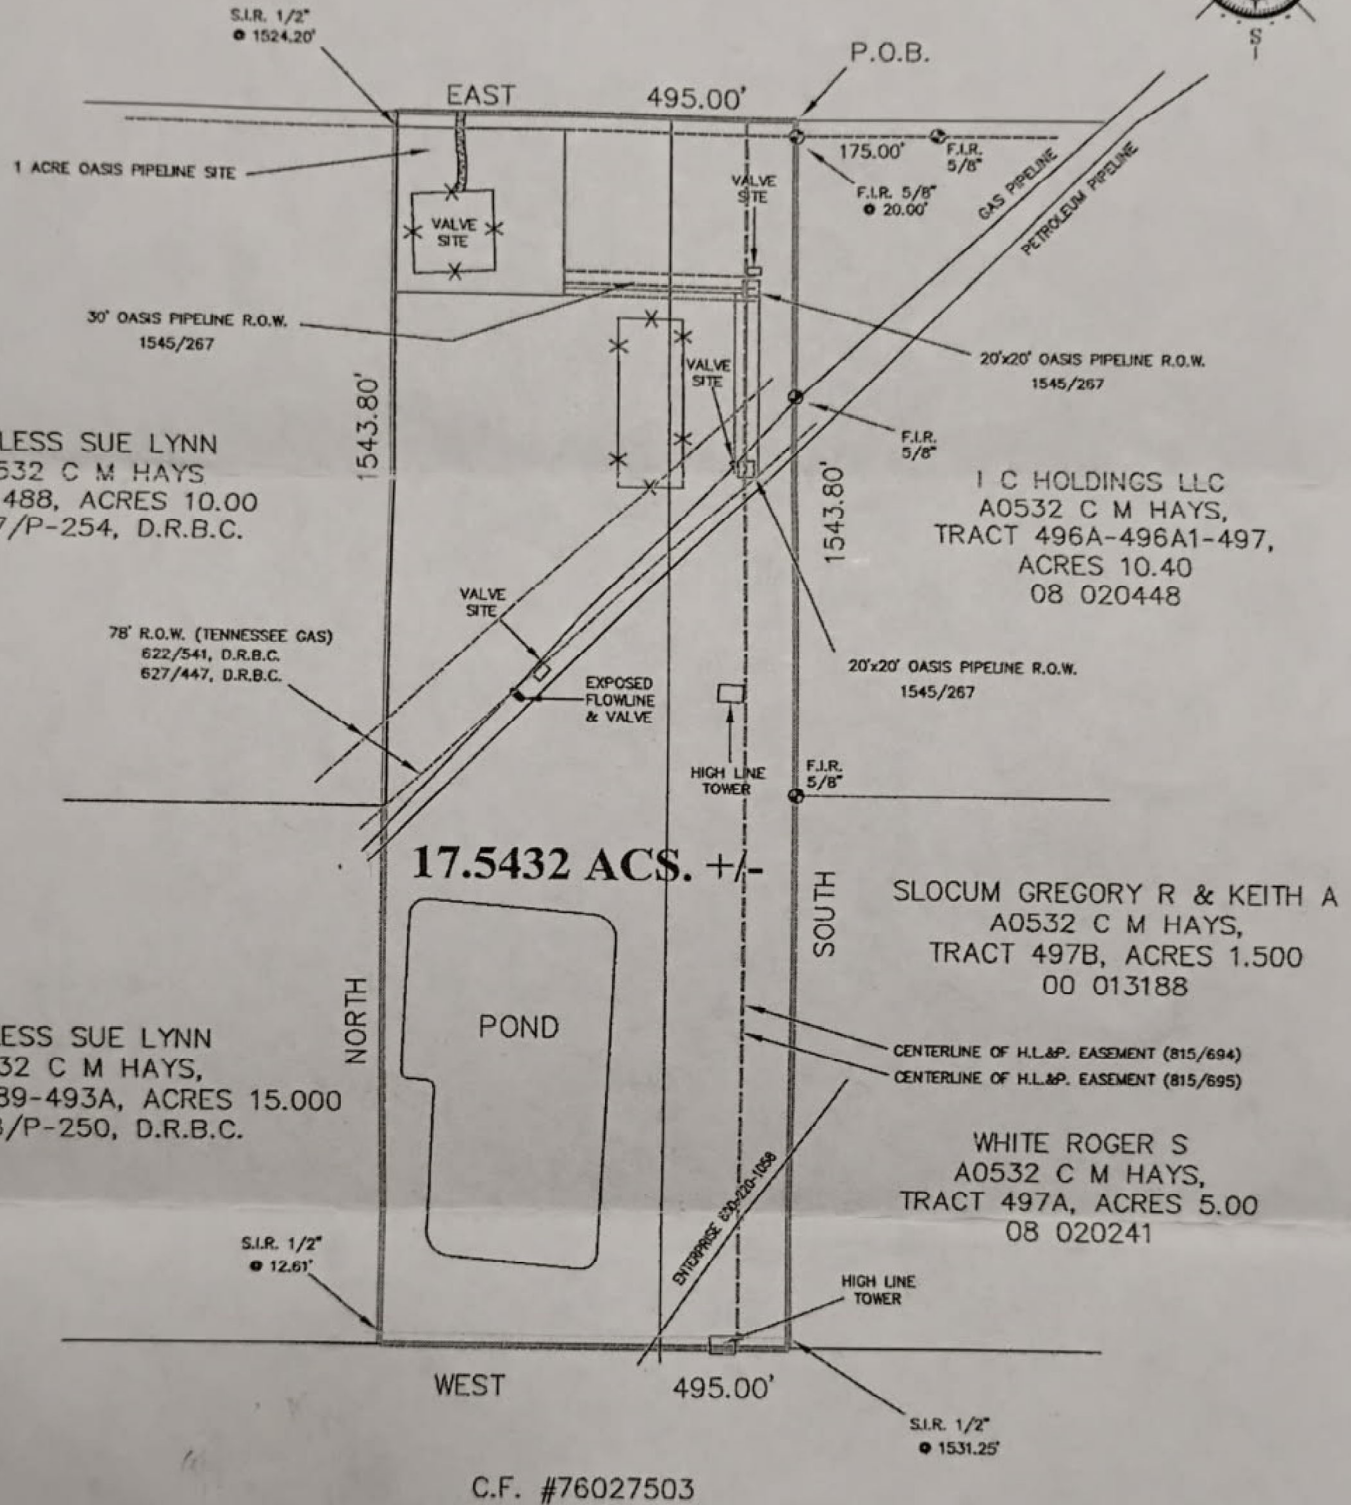 S.I.R. 1/2"
@ 1524.20'
S
P.O.B.
EAST 495.00'
1 ACRE OASIS PIPELINE SITE
VALVE
SITE
VALVE
SITE
175.00'
F.I.R.
5/8"
F.I.R. 5/8"
@ 20.00'
GAS PIPELINE
PETROLEUM PIPELINE
30' OASIS PIPELINE R.O.W.
1545/267
VALVE
SITE
20'x20' OASIS PIPELINE R.O.W.
1545/267
1543.80'
F.I.R.
5/8"
LESS SUE LYNN
532 C M HAYS
488, ACRES 10.00
7/P-254, D.R.B.C.
1543.80'
I C HOLDINGS LLC
A0532 C M HAYS,
TRACT 496A-496A1-497,
ACRES 10.40
08 020448
VALVE
SITE
78' R.O.W. (TENNESSEE GAS)
622/541, D.R.B.C.
627/447, D.R.B.C.
EXPOSED
FLOWLINE
& VALVE
20'x20' OASIS PIPELINE R.O.W.
1545/267
HIGH LINE
TOWER
F.I.R.
5/8"
17.5432 ACS. +/-
SOUTH
SLOCUM GREGORY R & KEITH A
A0532 C M HAYS,
TRACT 497B, ACRES 1.500
00 013188
NORTH
POND
LESS SUE LYNN
32 C M HAYS,
89-493A, ACRES 15.000
/P-250, D.R.B.C.
CENTERLINE OF H.L.&P. EASEMENT (815/694)
CENTERLINE OF H.L.&P. EASEMENT (815/695)
WHITE ROGER S
A0532 C M HAYS,
TRACT 497A, ACRES 5.00
08 020241
ENTERPRISE 800-220-1058
S.I.R. 1/2"
@ 12.61'
HIGH LINE
TOWER
WEST 495.00'
S.I.R. 1/2"
@ 1531.25'
C.F. #76027503